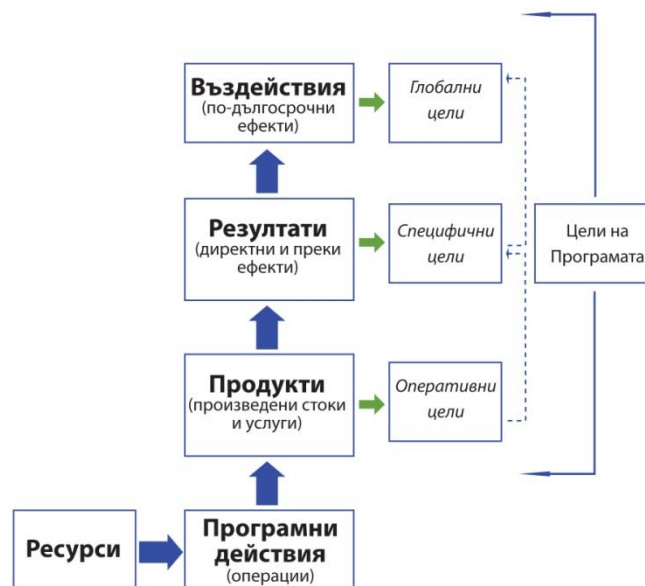 Въздействия
(по-дългосрочни
ефекти)
Глобални
цели
Резултати
(директни и преки
ефекти)
Специфични
цели
Цели на
Програмата
Продукти
(произведени стоки
и услуги)
Оперативни
цели
Ресурси
Програмни
действия
(операции)